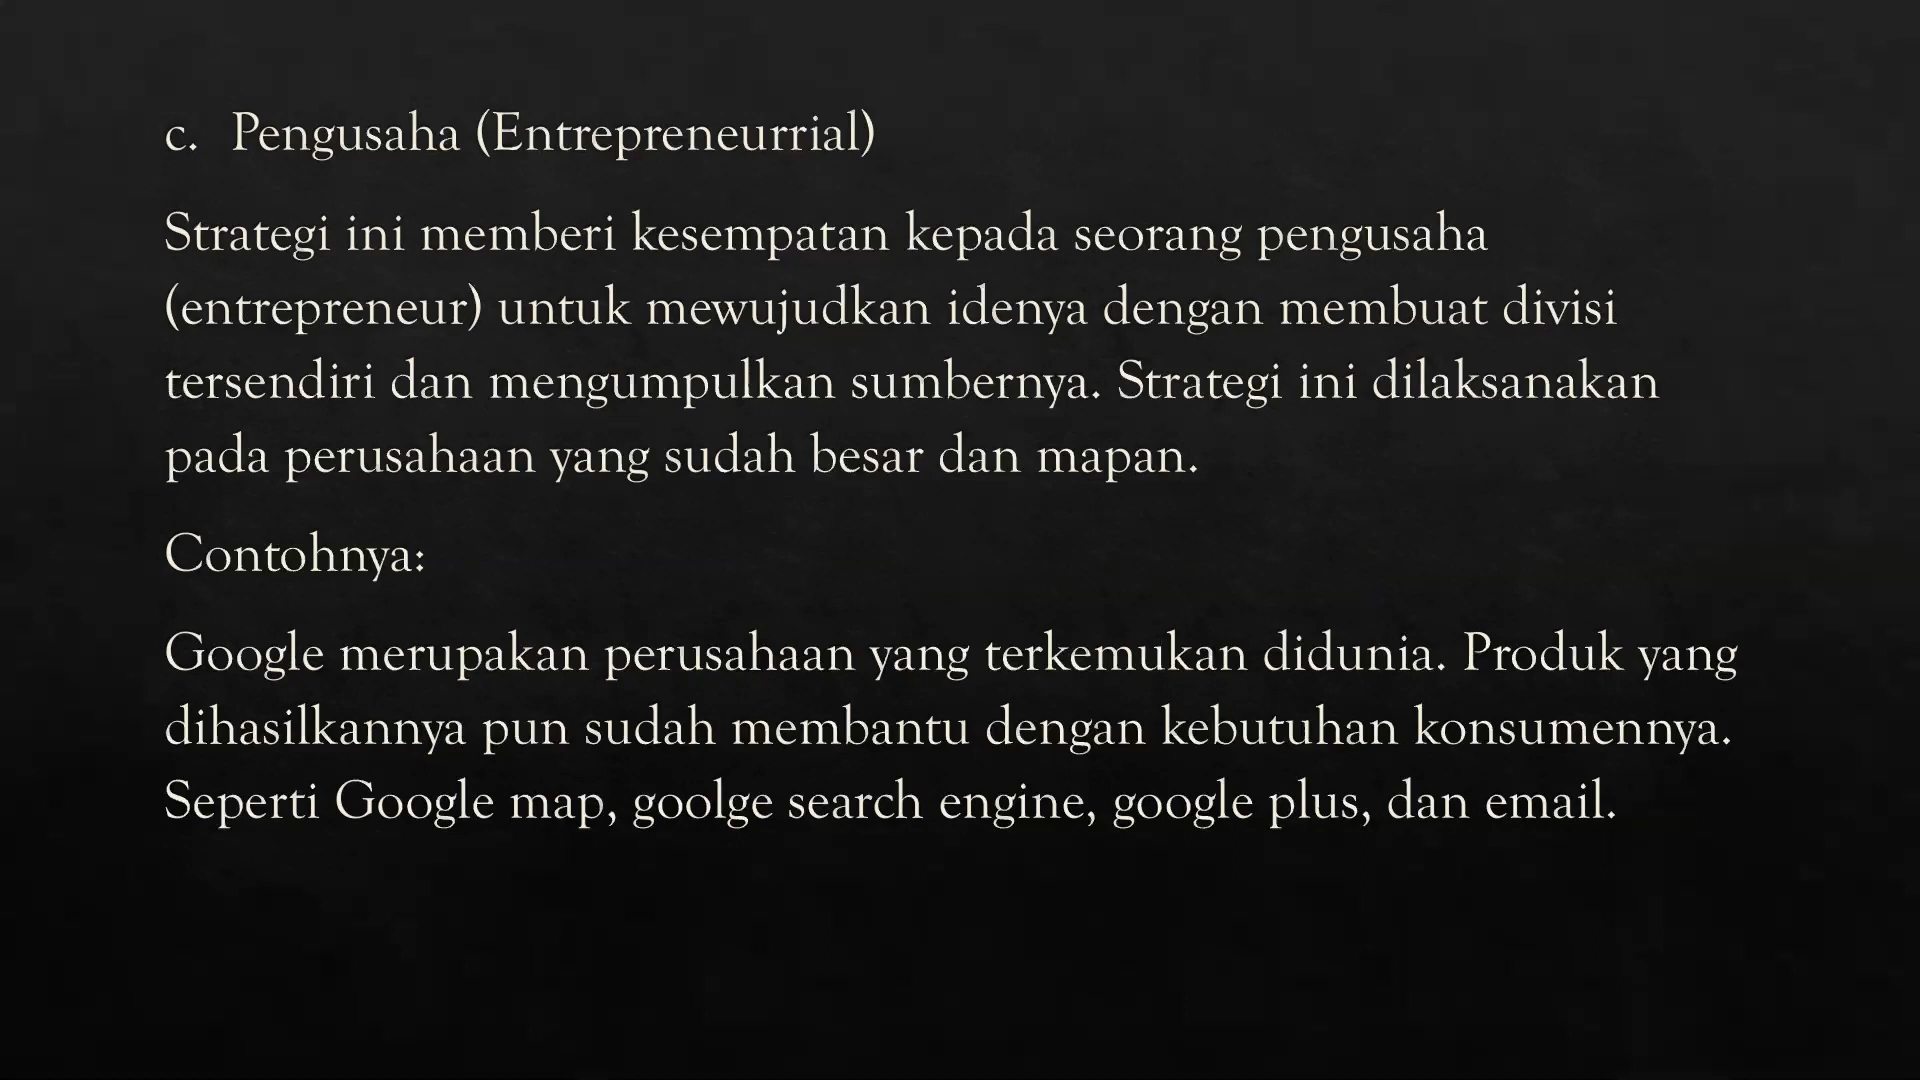 c. Pengusaha (Entrepreneurrial)
Strategi ini memberi kesempatan kepada seorang pengusaha
(entrepreneur) untuk mewujudkan idenya dengan membuat divisi
tersendiri dan mengumpulkan sumbernya. Strategi ini dilaksanakan
pada perusahaan yang sudah besar dan mapan.
Contohnya:
Google merupakan perusahaan yang terkemukan didunia. Produk yang
dihasilkannya pun sudah membantu dengan kebutuhan konsumennya.
Seperti Google map, goolge search engine, google plus, dan email.